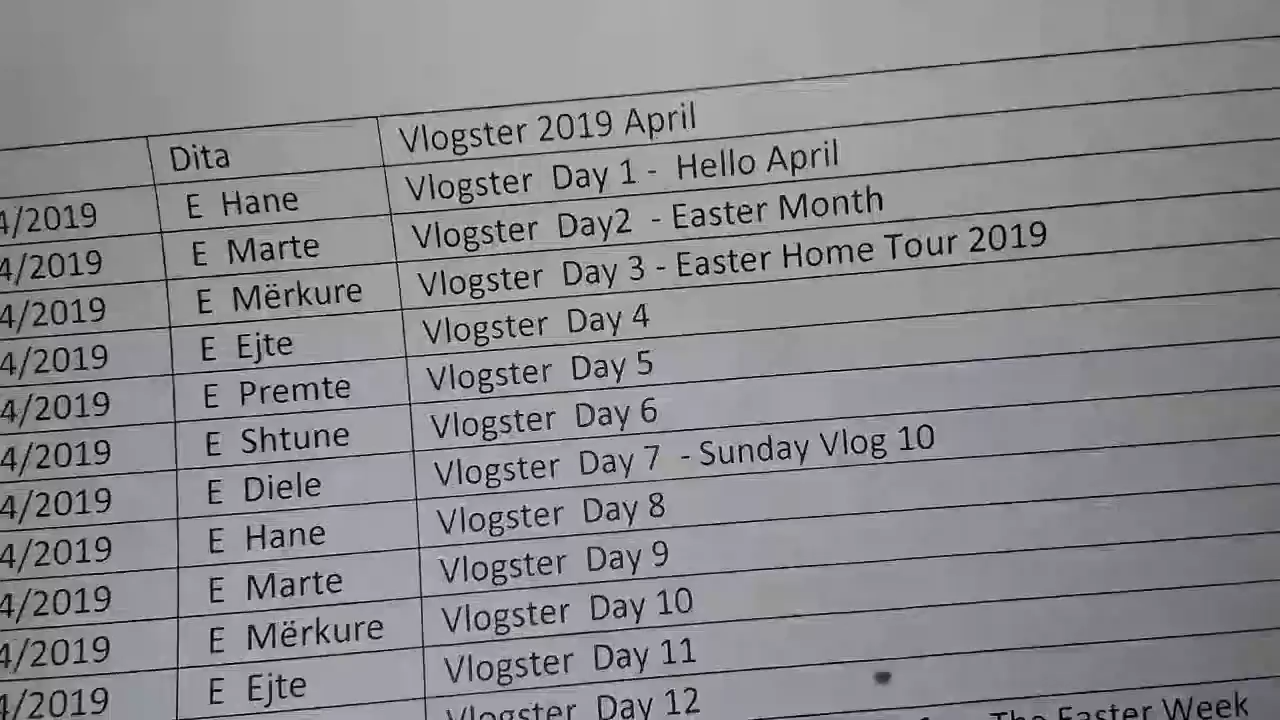 Dita Vlogster 2019 April
4/2019 E Hane Vlogster Day 1 - Hello April
4/2019 E Marte Vlogster Day2 - Easter Month
4/2019 E Mërkure Vlogster Day 3 - Easter Home Tour 2019
4/2019 E Ejte Vlogster Day 4
4/2019 E Premte Vlogster Day 5
4/2019 E Shtune Vlogster Day 6
4/2019 E Diele Vlogster Day 7 - Sunday Vlog 10
4/2019 E Hane Vlogster Day 8
4/2019 E Marte Vlogster Day 9
4/2019 E Mërkure Vlogster Day 10
4/2019 E Ejte Vlogster Day 11
Vlogster Day 12
The Easter Week